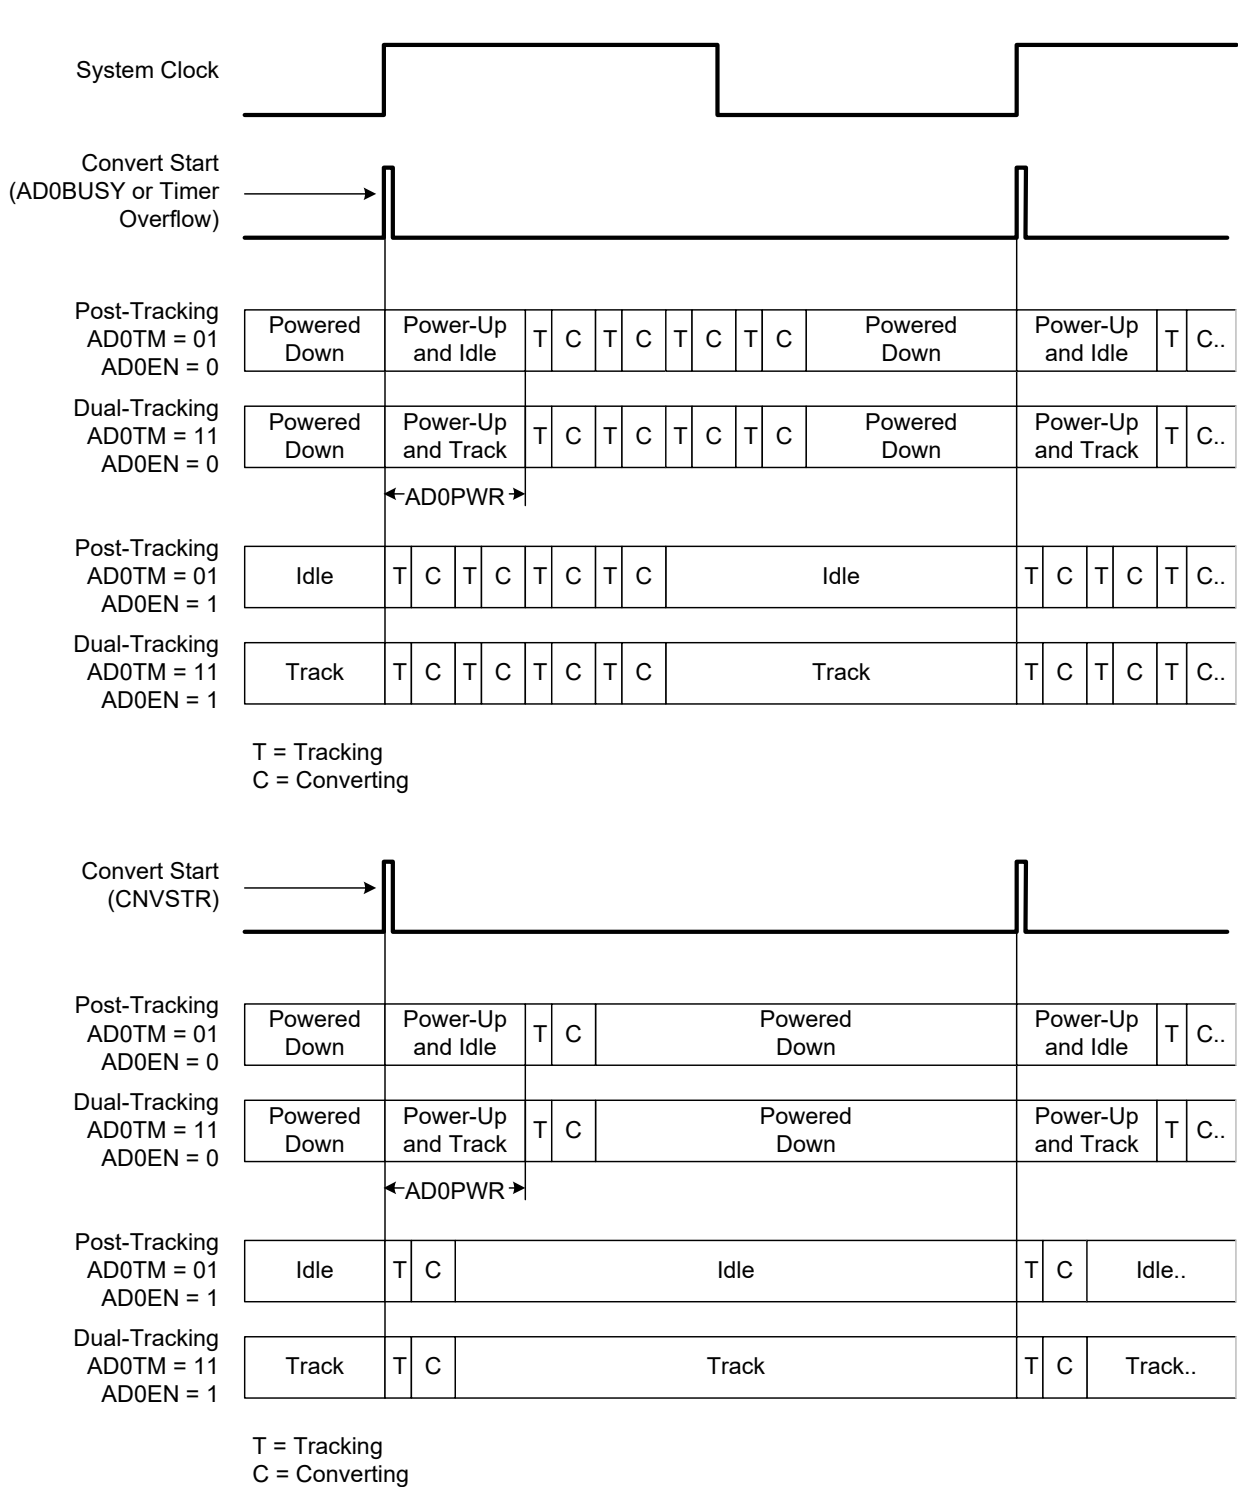 System Clock
Convert Start
(AD0BUSY or Timer
Overflow)
Post-Tracking
AD0TM = 01
AD0EN = 0
Powered
Down
Power-Up
and Idle
T C T C T C T C
Powered
Down
Power-Up
and Idle
T C..
Dual-Tracking
AD0TM = 11
AD0EN = 0
Powered
Down
Power-Up
and Track
T C T C T C T C
Powered
Down
Power-Up
and Track
T C..
AD0PWR
Post-Tracking
AD0TM = 01
AD0EN = 1
Idle T C T C T C T C Idle T C T C T C..
Dual-Tracking
AD0TM = 11
AD0EN = 1
Track T C T C T C T C Track T C T C T C..
T = Tracking
C = Converting
Convert Start
(CNVSTR)
Post-Tracking
AD0TM = 01
AD0EN = 0
Powered
Down
Power-Up
and Idle
T C
Powered
Down
Power-Up
and Idle
T C..
Dual-Tracking
AD0TM = 11
AD0EN = 0
Powered
Down
Power-Up
and Track
T C
Powered
Down
Power-Up
and Track
T C..
AD0PWR
Post-Tracking
AD0TM = 01
AD0EN = 1
Idle T C Idle T C Idle..
Dual-Tracking
AD0TM = 11
AD0EN = 1
Track T C Track T C Track..
T = Tracking
C = Converting